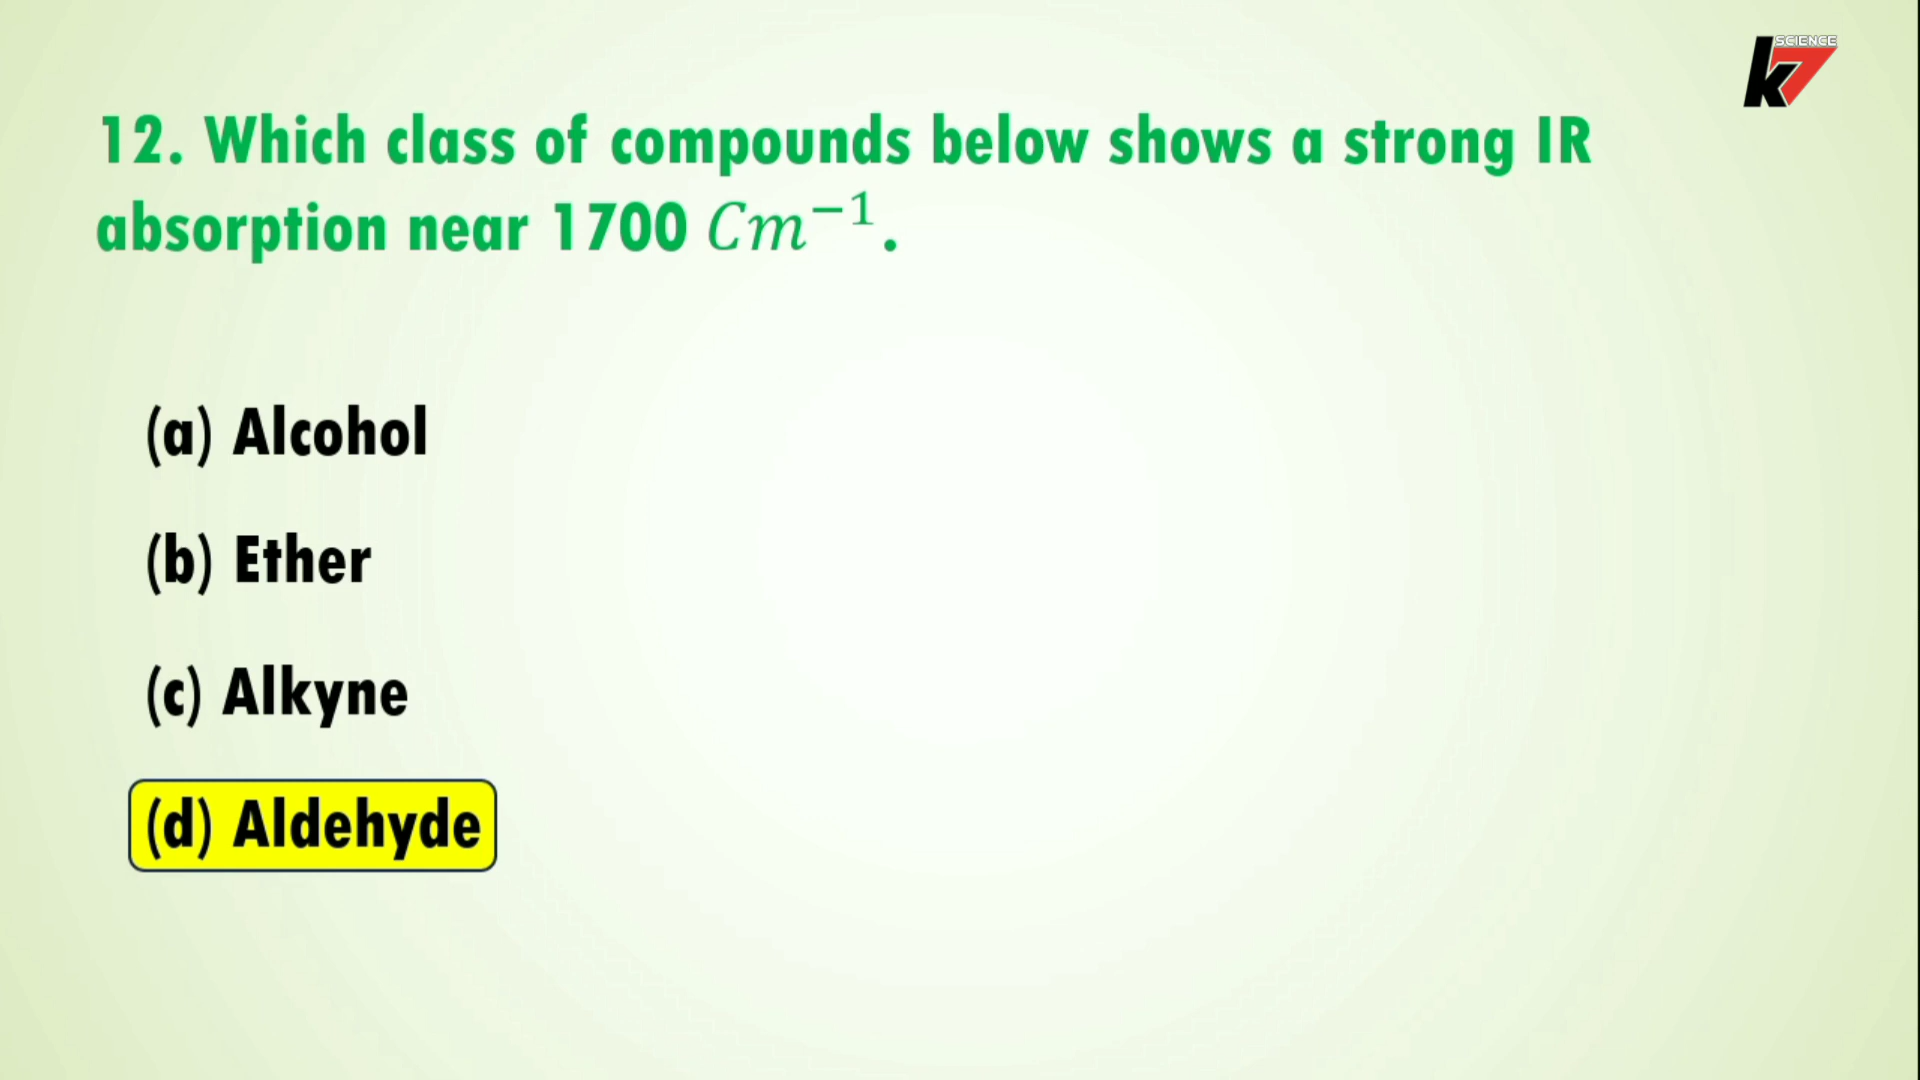 SCIENCE
k7
12. Which class of compounds below shows a strong IR
absorption near 1700 Cm⁻¹.
(a) Alcohol
(b) Ether
(c) Alkyne
(d) Aldehyde